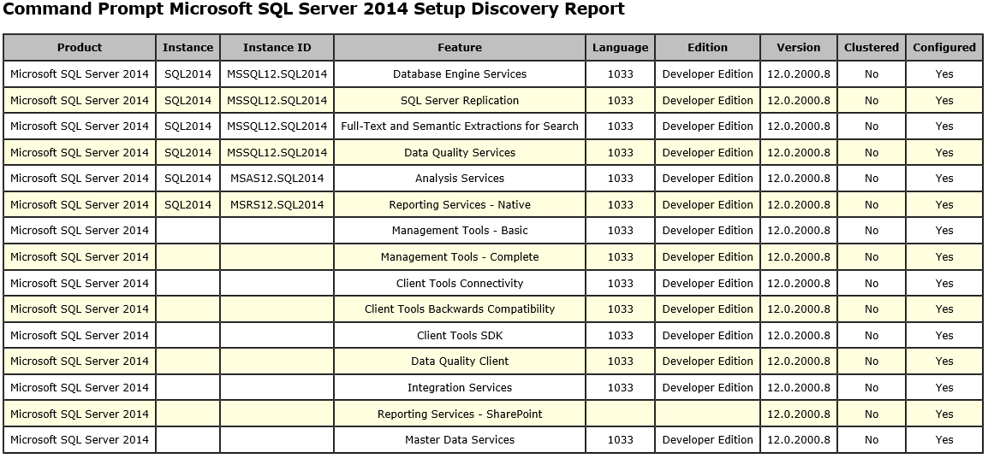 Command Prompt Microsoft SQL Server 2014 Setup Discovery Report
Product Instance Instance ID Feature Language Edition Version Clustered Configured
Microsoft SQL Server 2014 SQL2014 MSSQL12.SQL2014 Database Engine Services 1033 Developer Edition 12.0.2000.8 No Yes
Microsoft SQL Server 2014 SQL2014 MSSQL12.SQL2014 SQL Server Replication 1033 Developer Edition 12.0.2000.8 No Yes
Microsoft SQL Server 2014 SQL2014 MSSQL12.SQL2014 Full-Text and Semantic Extractions for Search 1033 Developer Edition 12.0.2000.8 No Yes
Microsoft SQL Server 2014 SQL2014 MSSQL12.SQL2014 Data Quality Services 1033 Developer Edition 12.0.2000.8 No Yes
Microsoft SQL Server 2014 SQL2014 MSAS12.SQL2014 Analysis Services 1033 Developer Edition 12.0.2000.8 No Yes
Microsoft SQL Server 2014 SQL2014 MSRS12.SQL2014 Reporting Services - Native 1033 Developer Edition 12.0.2000.8 No Yes
Microsoft SQL Server 2014 Management Tools - Basic 1033 Developer Edition 12.0.2000.8 No Yes
Microsoft SQL Server 2014 Management Tools - Complete 1033 Developer Edition 12.0.2000.8 No Yes
Microsoft SQL Server 2014 Client Tools Connectivity 1033 Developer Edition 12.0.2000.8 No Yes
Microsoft SQL Server 2014 Client Tools Backwards Compatibility 1033 Developer Edition 12.0.2000.8 No Yes
Microsoft SQL Server 2014 Client Tools SDK 1033 Developer Edition 12.0.2000.8 No Yes
Microsoft SQL Server 2014 Data Quality Client 1033 Developer Edition 12.0.2000.8 No Yes
Microsoft SQL Server 2014 Integration Services 1033 Developer Edition 12.0.2000.8 No Yes
Microsoft SQL Server 2014 Reporting Services - SharePoint 12.0.2000.8 No Yes
Microsoft SQL Server 2014 Master Data Services 1033 Developer Edition 12.0.2000.8 No Yes